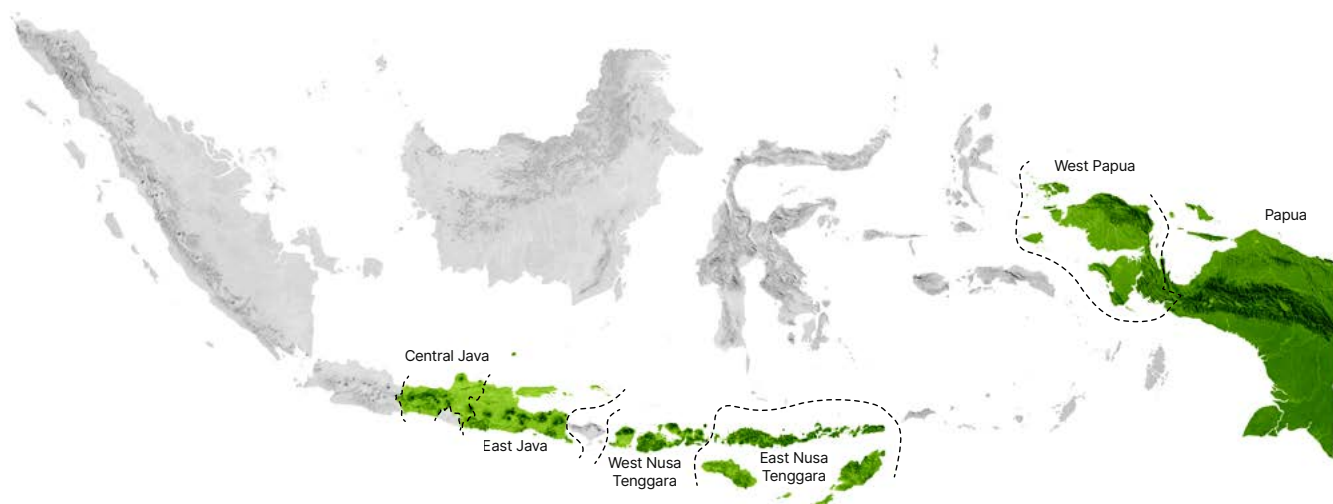 West Papua
Papua
Central Java
East Java
West Nusa
Tenggara
East Nusa
Tenggara